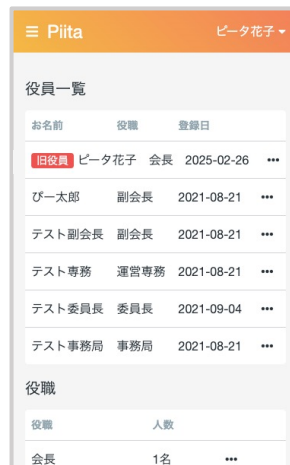 ≡ Piita ピータ花子
役員一覧
お名前 役職 登録日
旧役員 ピータ花子 会長 2025-02-26 •••
ぴー太郎 副会長 2021-08-21 •••
テスト副会長 副会長 2021-08-21 •••
テスト専務 運営専務 2021-08-21 •••
テスト委員長 委員長 2021-09-04 •••
テスト事務局 事務局 2021-08-21 •••
役職
役職 人数
会長 1名 •••